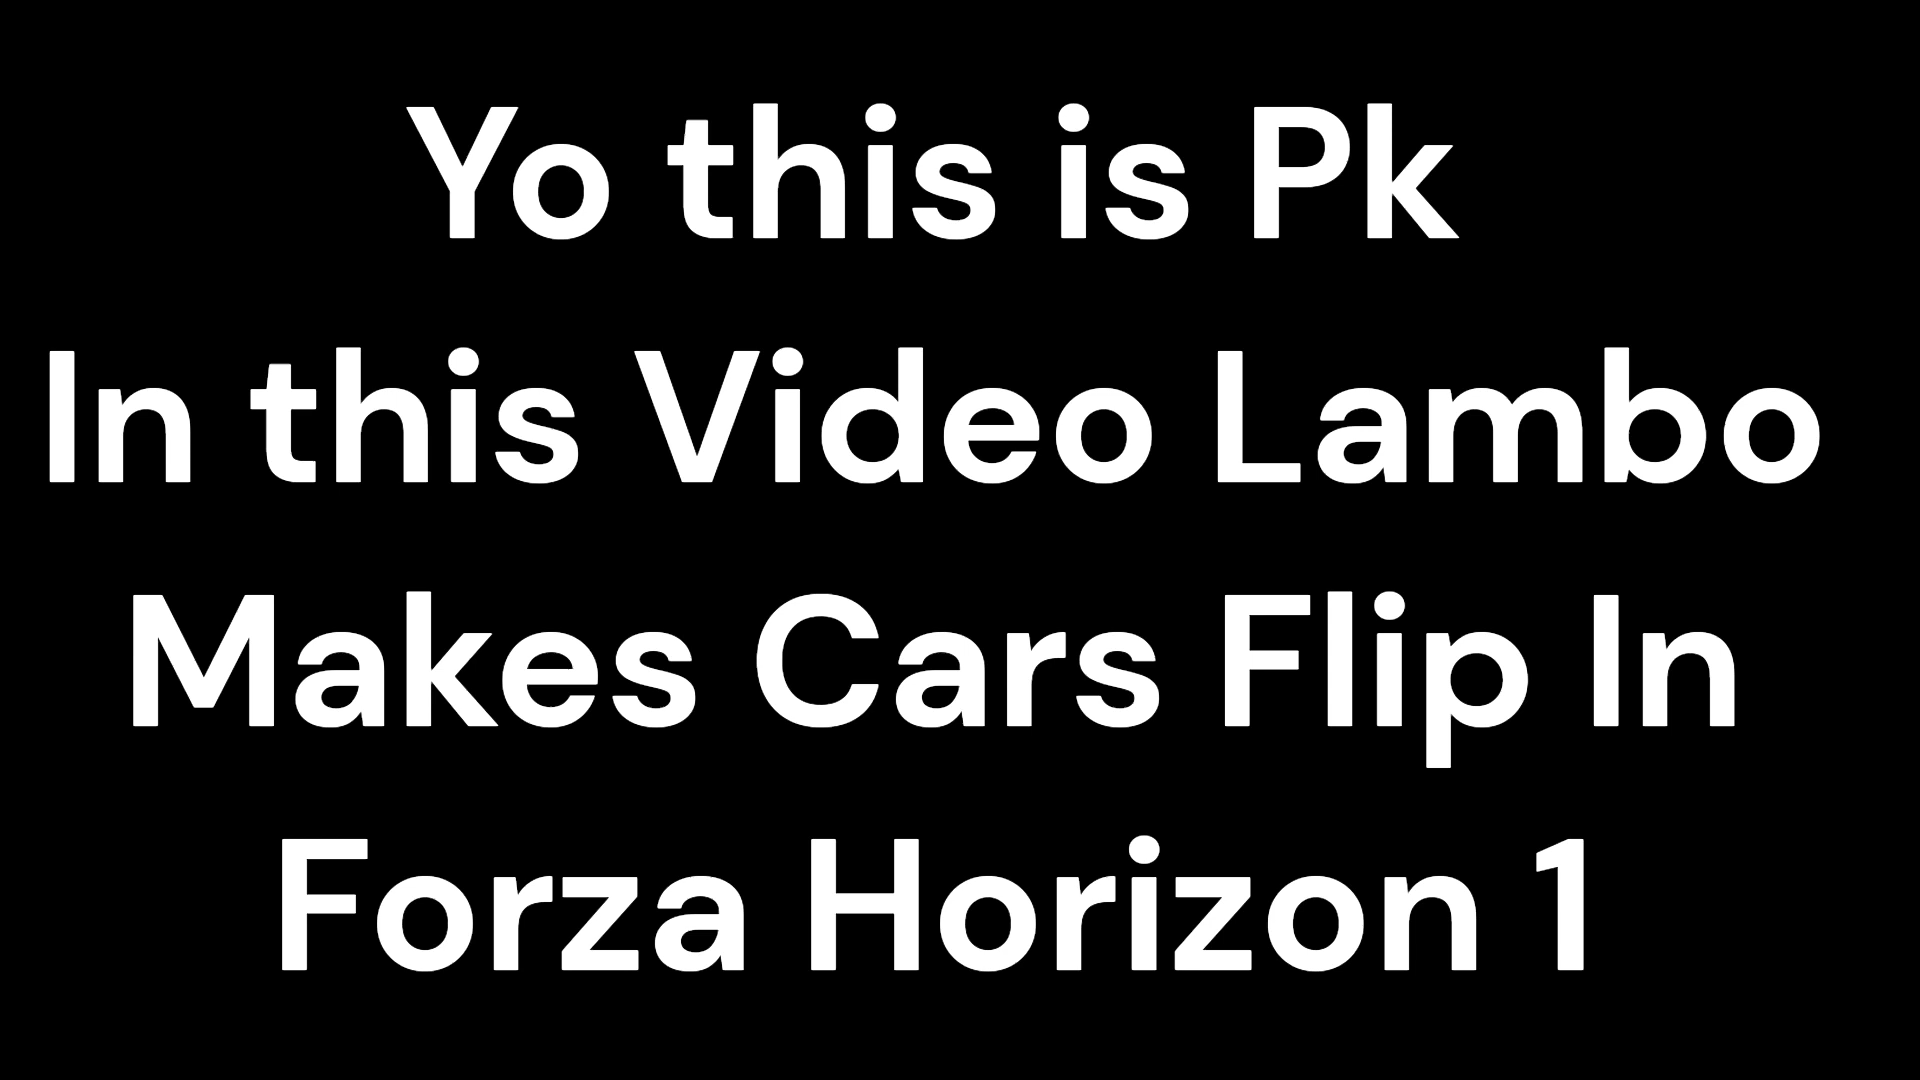 Yo this is Pk
In this Video Lambo
Makes Cars Flip In
Forza Horizon 1